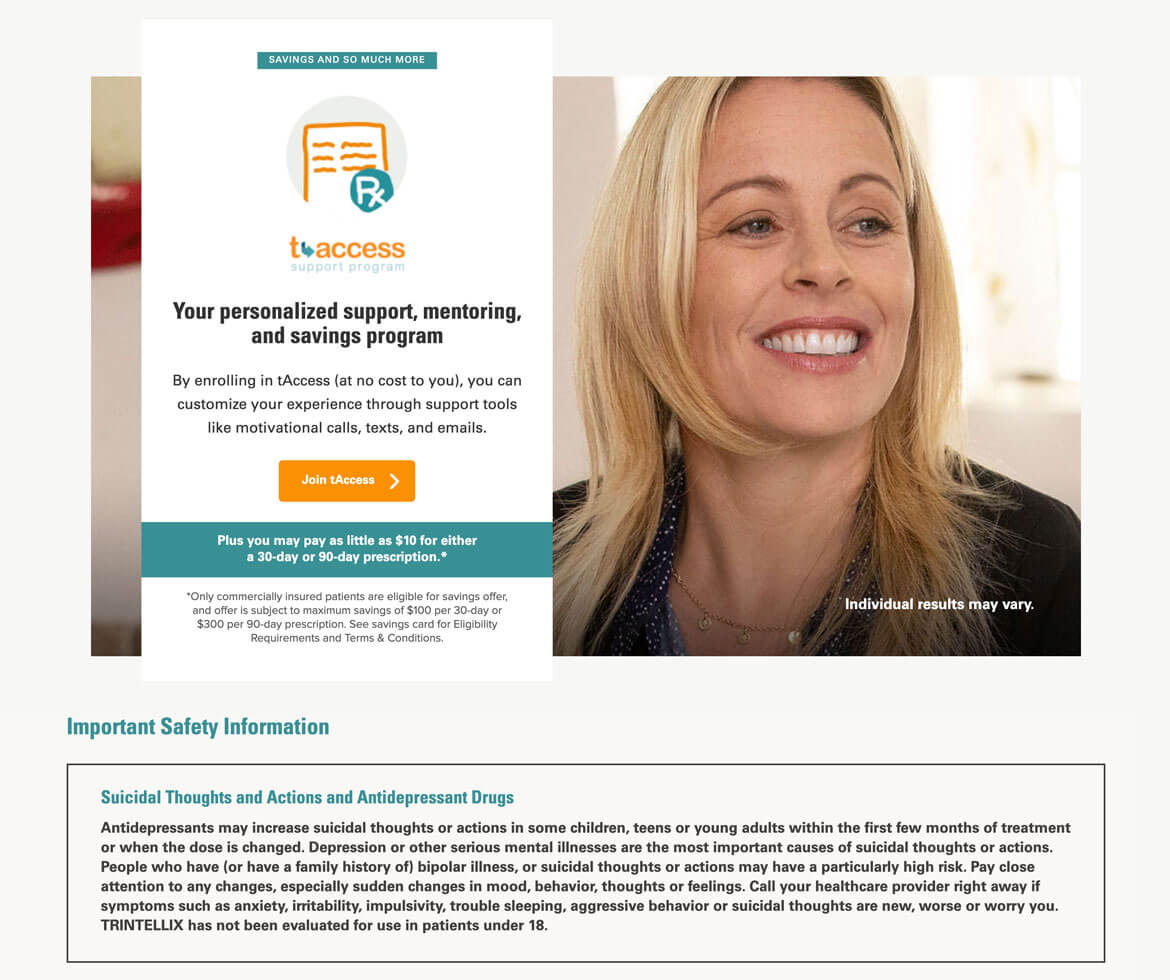 SAVINGS AND SO MUCH MORE
Rx
t access
support program
Your personalized support, mentoring,
and savings program
By enrolling in tAccess (at no cost to you), you can
customize your experience through support tools
like motivational calls, texts, and emails.
Join tAccess
Plus you may pay as little as $10 for either
a 30-day or 90-day prescription.*
*Only commercially insured patients are eligible for savings offer,
and offer is subject to maximum savings of $100 per 30-day or
$300 per 90-day prescription. See savings card for Eligibility
Requirements and Terms & Conditions.
Individual results may vary.
Important Safety Information
Suicidal Thoughts and Actions and Antidepressant Drugs
Antidepressants may increase suicidal thoughts or actions in some children, teens or young adults within the first few months of treatment
or when the dose is changed. Depression or other serious mental illnesses are the most important causes of suicidal thoughts or actions.
People who have (or have a family history of) bipolar illness, or suicidal thoughts or actions may have a particularly high risk. Pay close
attention to any changes, especially sudden changes in mood, behavior, thoughts or feelings. Call your healthcare provider right away if
symptoms such as anxiety, irritability, impulsivity, trouble sleeping, aggressive behavior or suicidal thoughts are new, worse or worry you.
TRINTELLIX has not been evaluated for use in patients under 18.